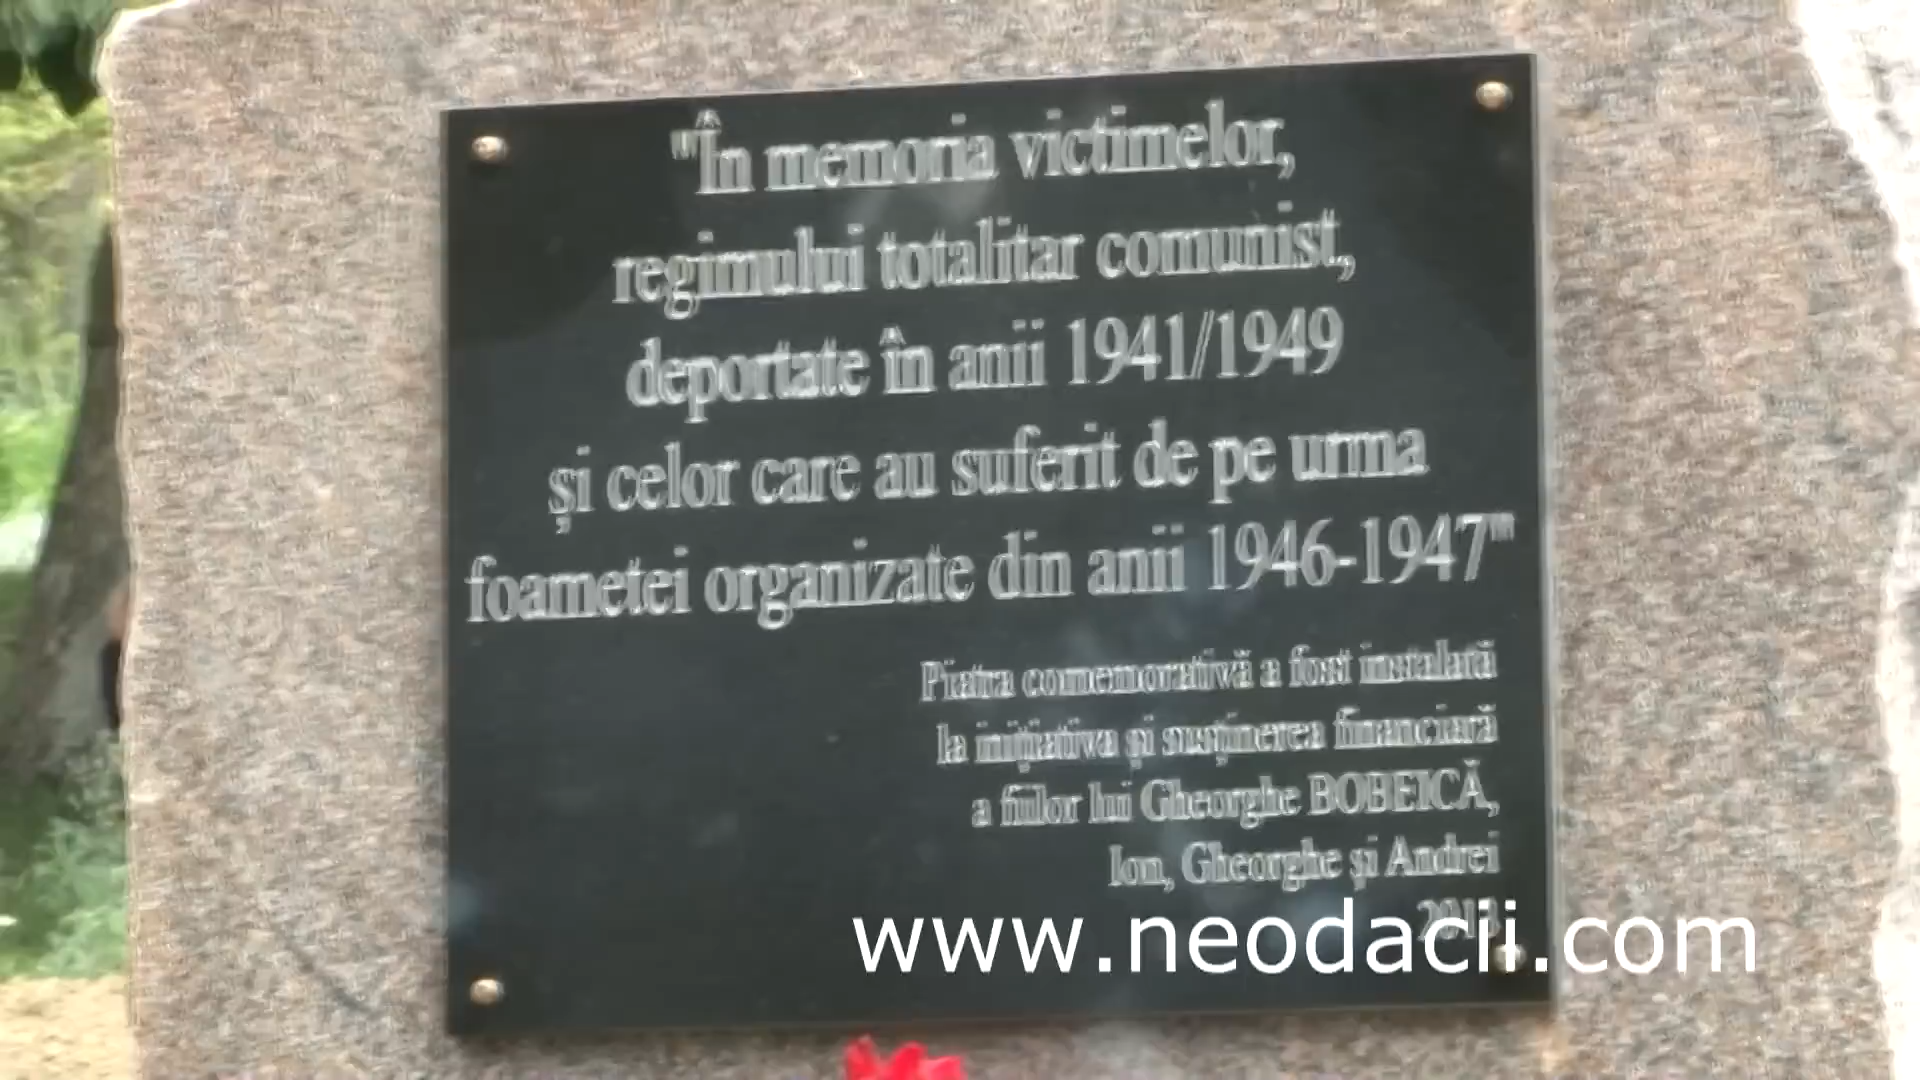 "În memoria victimelor,
regimului totalitar comunist,
deportate în anii 1941/1949
și celor care au suferit de pe urma
foametei organizate din anii 1946-1947"
Piatra comemorativă a fost instalată
la inițiativa și susținerea financiară
a fiilor lui Gheorghe BOBEICĂ,
Ion, Gheorghe și Andrei
www.neodacii.com